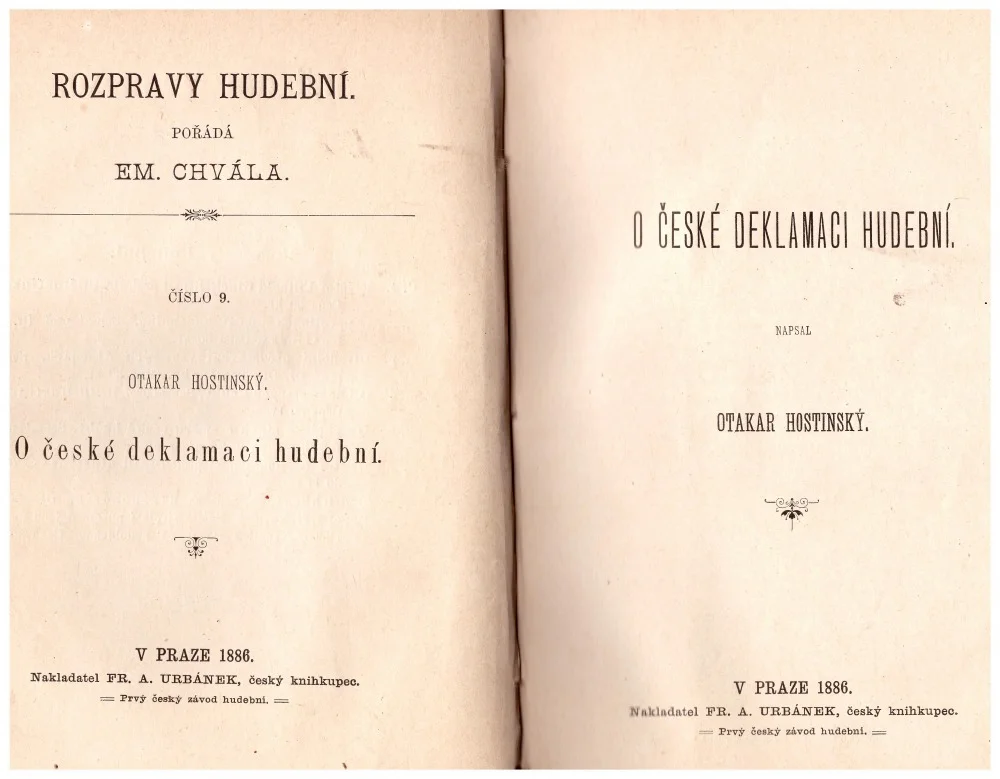 ROZPRAVY HUDEBNÍ.
POŘÁDÁ
EM. CHVÁLA.
ČÍSLO 9.
OTAKAR HOSTINSKÝ.
O české deklamaci hudební.
V PRAZE 1886.
Nakladatel FR. A. URBÁNEK, český knihkupec.
Prvý český závod hudební.
O ČESKÉ DEKLAMACI HUDEBNÍ.
NAPSAL
OTAKAR HOSTINSKÝ.
V PRAZE 1886.
Nakladatel FR. A. URBÁNEK, český knihkupec.
Prvý český závod hudební.